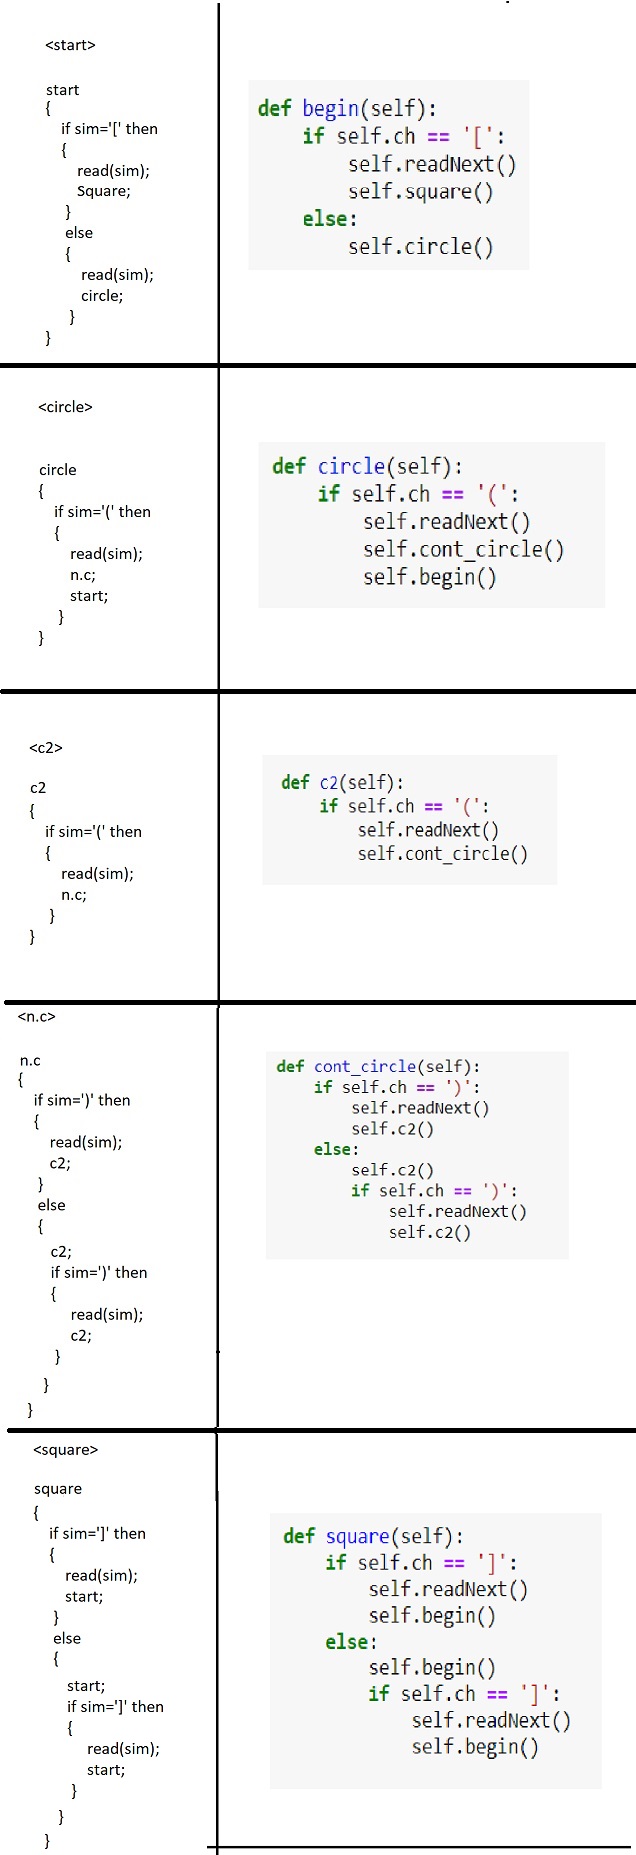 <start>
start
{
if sim='[' then
{
read(sim);
Square;
}
else
{
read(sim);
circle;
}
}
def begin(self):
if self.ch == '[':
self.readNext()
self.square()
else:
self.circle()
<circle>
circle
{
if sim='(' then
{
read(sim);
n.c;
start;
}
}
def circle(self):
if self.ch == '(':
self.readNext()
self.cont_circle()
self.begin()
<c2>
c2
{
if sim='(' then
{
read(sim);
n.c;
}
}
def c2(self):
if self.ch == '(':
self.readNext()
self.cont_circle()
<n.c>
n.c
{
if sim=')' then
{
read(sim);
c2;
}
else
{
c2;
if sim=')' then
{
read(sim);
c2;
}
}
}
def cont_circle(self):
if self.ch == ')':
self.readNext()
self.c2()
else:
self.c2()
if self.ch == ')':
self.readNext()
self.c2()
<square>
square
{
if sim=']' then
{
read(sim);
start;
}
else
{
start;
if sim=']' then
{
read(sim);
start;
}
}
}
def square(self):
if self.ch == ']':
self.readNext()
self.begin()
else:
self.begin()
if self.ch == ']':
self.readNext()
self.begin()